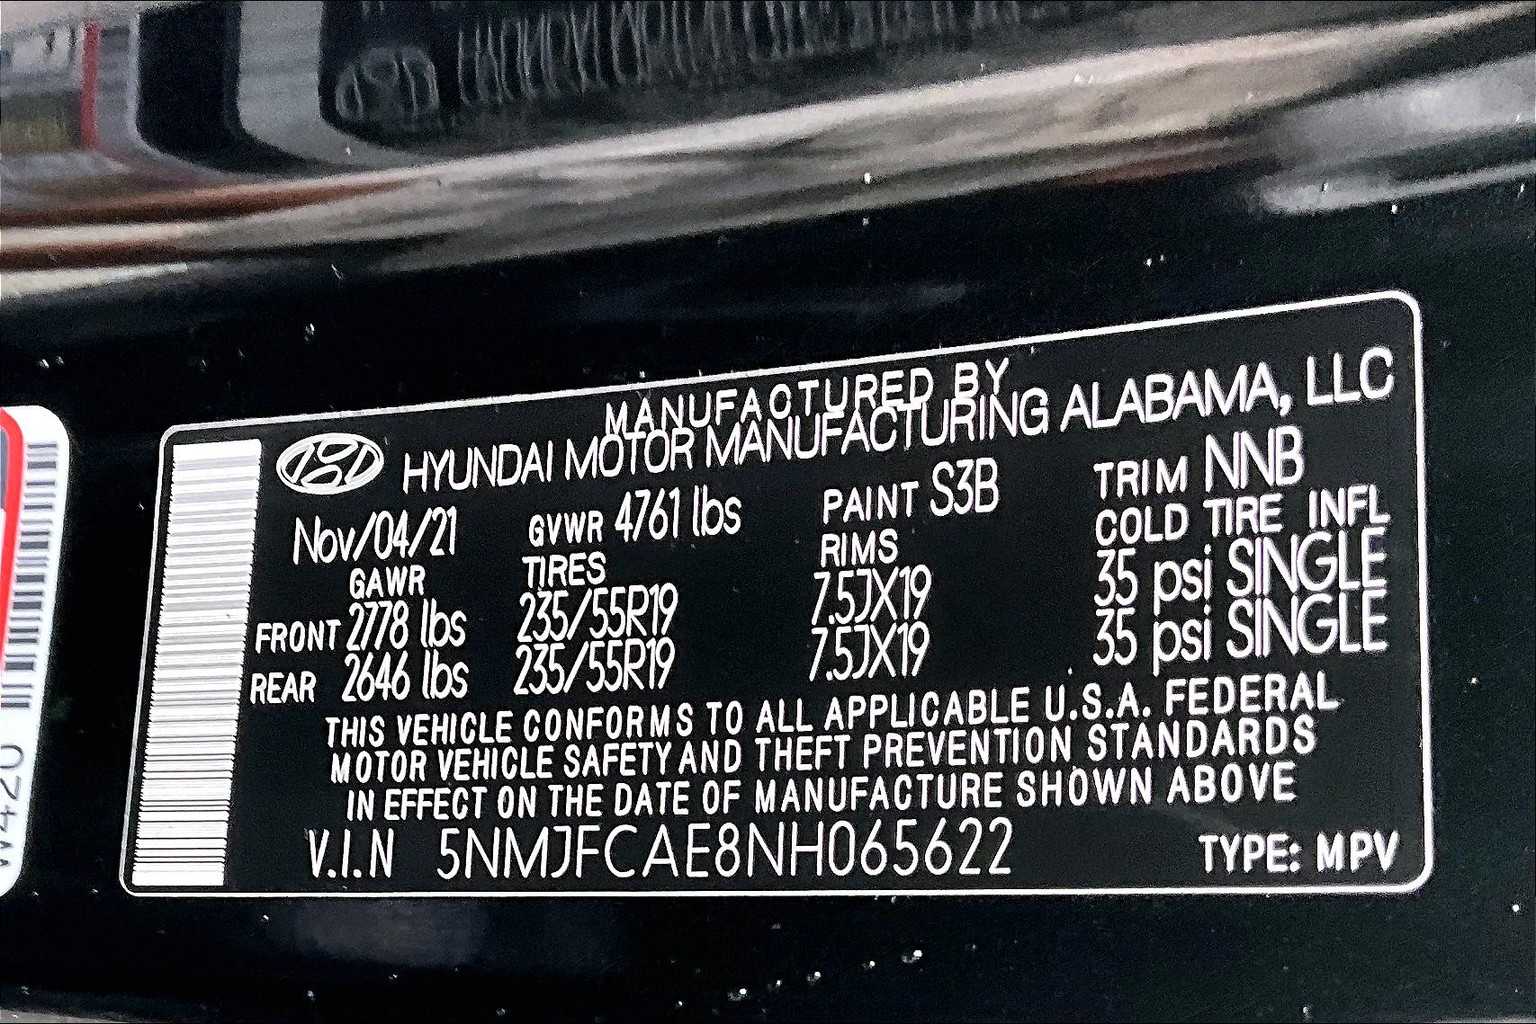 MANUFACTURED BY
HYUNDAI MOTOR MANUFACTURING ALABAMA, LLC
Nov/04/21 GVWR 4761 lbs PAINT S3B TRIM NNB
GAWR TIRES RIMS COLD TIRE INFL
FRONT 2778 lbs 235/55R19 7.5JX19 35 psi SINGLE
REAR 2646 lbs 235/55R19 7.5JX19 35 psi SINGLE
THIS VEHICLE CONFORMS TO ALL APPLICABLE U.S.A. FEDERAL
MOTOR VEHICLE SAFETY AND THEFT PREVENTION STANDARDS
IN EFFECT ON THE DATE OF MANUFACTURE SHOWN ABOVE
V.I.N 5NMJFCAE8NH065622 TYPE: MPV